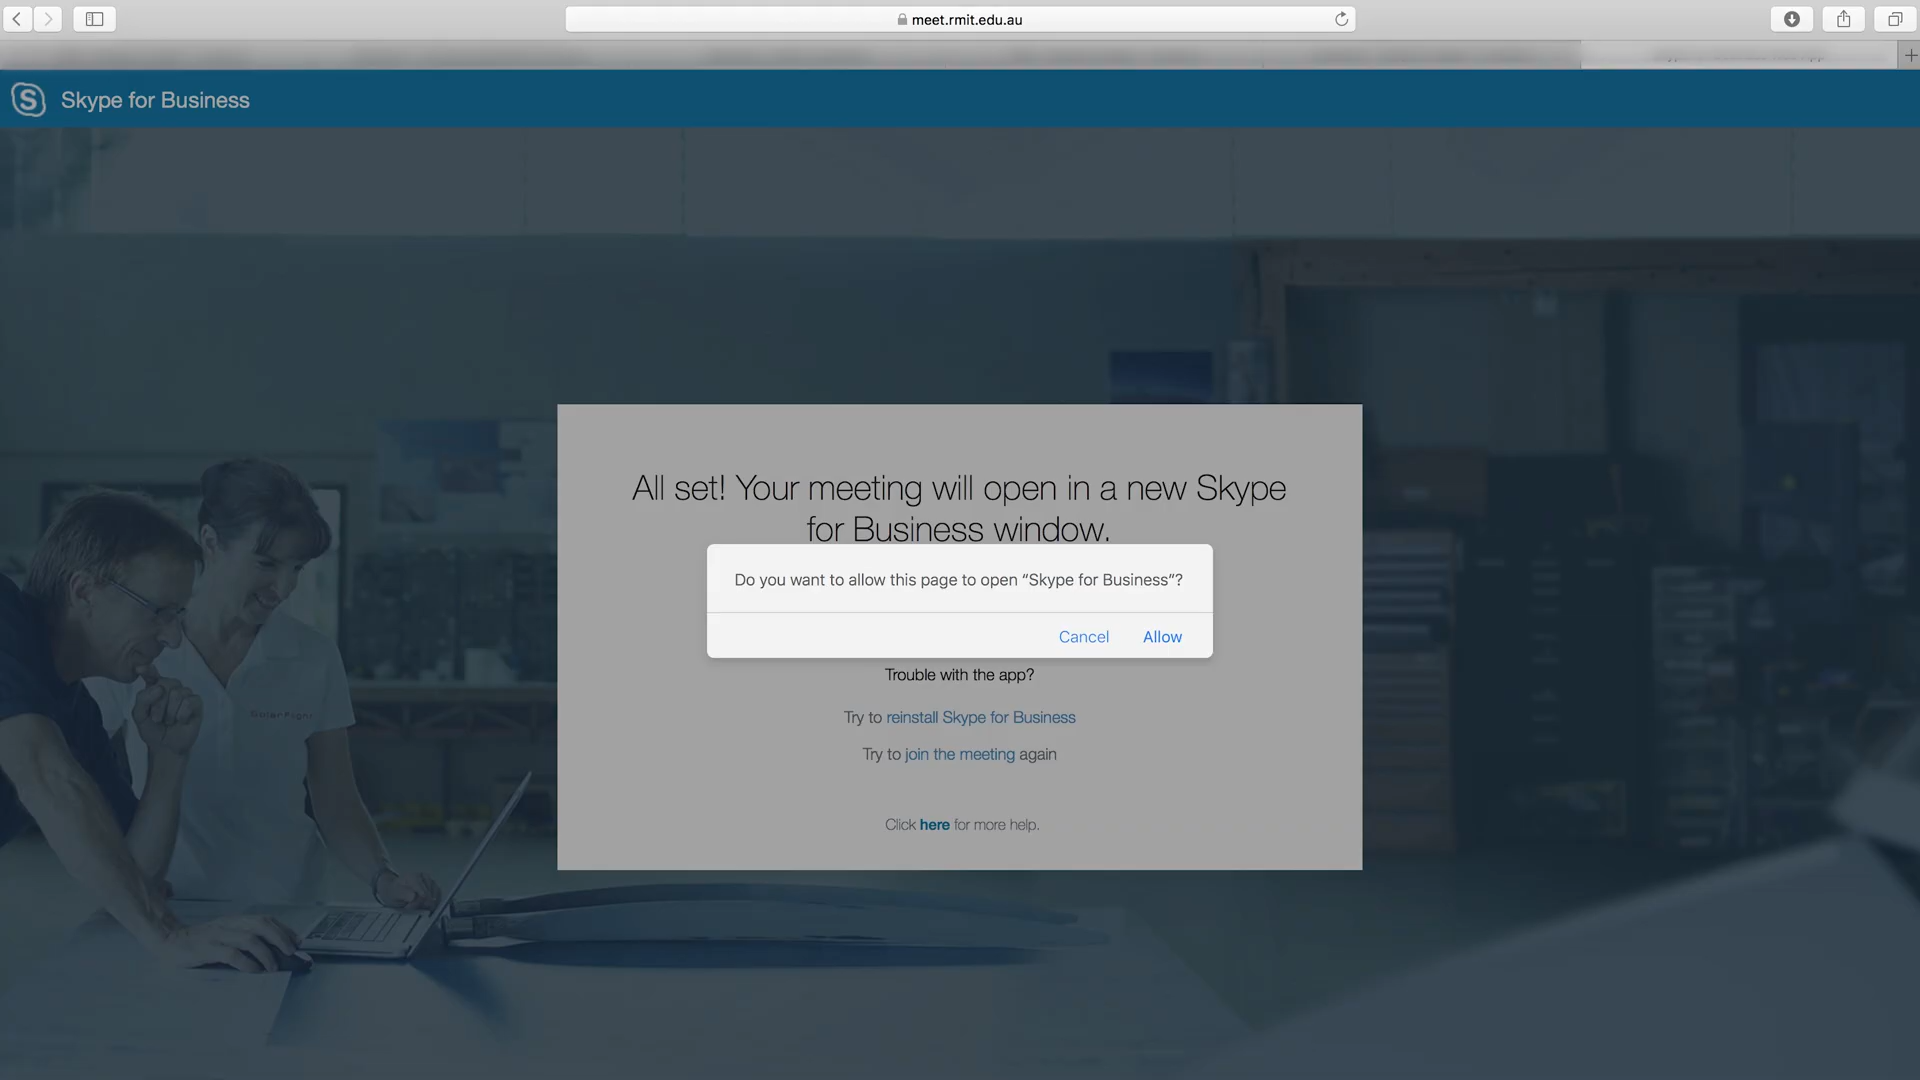 meet.rmit.edu.au
Skype for Business
All set! Your meeting will open in a new Skype
for Business window.
Do you want to allow this page to open “Skype for Business”?
Cancel Allow
Trouble with the app?
Try to reinstall Skype for Business
Try to join the meeting again
Click here for more help.